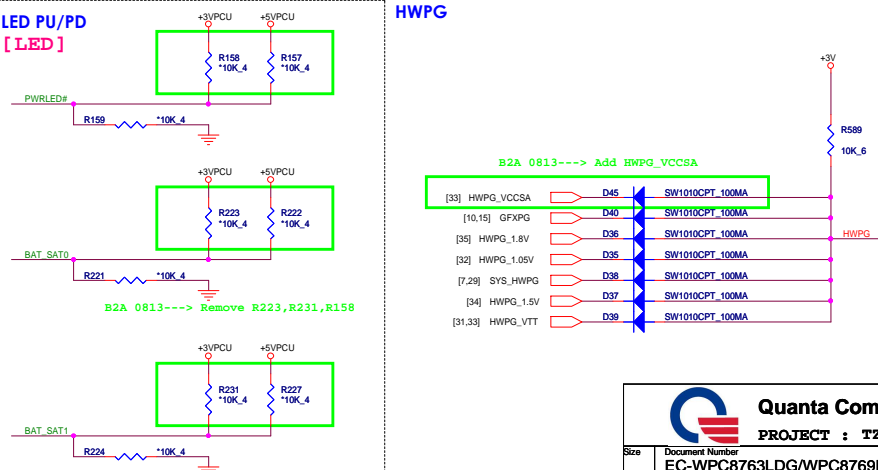 LED PU/PD
[LED]
+3VPCU
+5VPCU
R158
*10K_4
R157
*10K_4
PWRLED#
R159
*10K_4
+3VPCU
+5VPCU
R223
*10K_4
R222
*10K_4
BAT_SAT0
R221
*10K_4
B2A 0813---> Remove R223,R231,R158
+3VPCU
+5VPCU
R231
*10K_4
R227
*10K_4
BAT_SAT1
R224
*10K_4
HWPG
+3V
R589
10K_6
B2A 0813---> Add HWPG_VCCSA
[33] HWPG_VCCSA D45 SW1010CPT_100MA
[10,15] GFXPG D40 SW1010CPT_100MA
[35] HWPG_1.8V D36 SW1010CPT_100MA
HWPG
[32] HWPG_1.05V D35 SW1010CPT_100MA
[7,29] SYS_HWPG D38 SW1010CPT_100MA
[34] HWPG_1.5V D37 SW1010CPT_100MA
[31,33] HWPG_VTT D39 SW1010CPT_100MA
Quanta Com
PROJECT : TZ
Size
Document Number
EC-WPC8763LDG/WPC8769